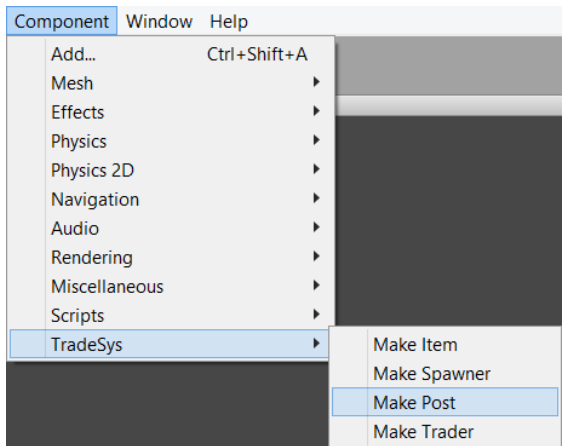 Component Window Help
Add... Ctrl+Shift+A
Mesh
Effects
Physics
Physics 2D
Navigation
Audio
Rendering
Miscellaneous
Scripts
TradeSys
Make Item
Make Spawner
Make Post
Make Trader